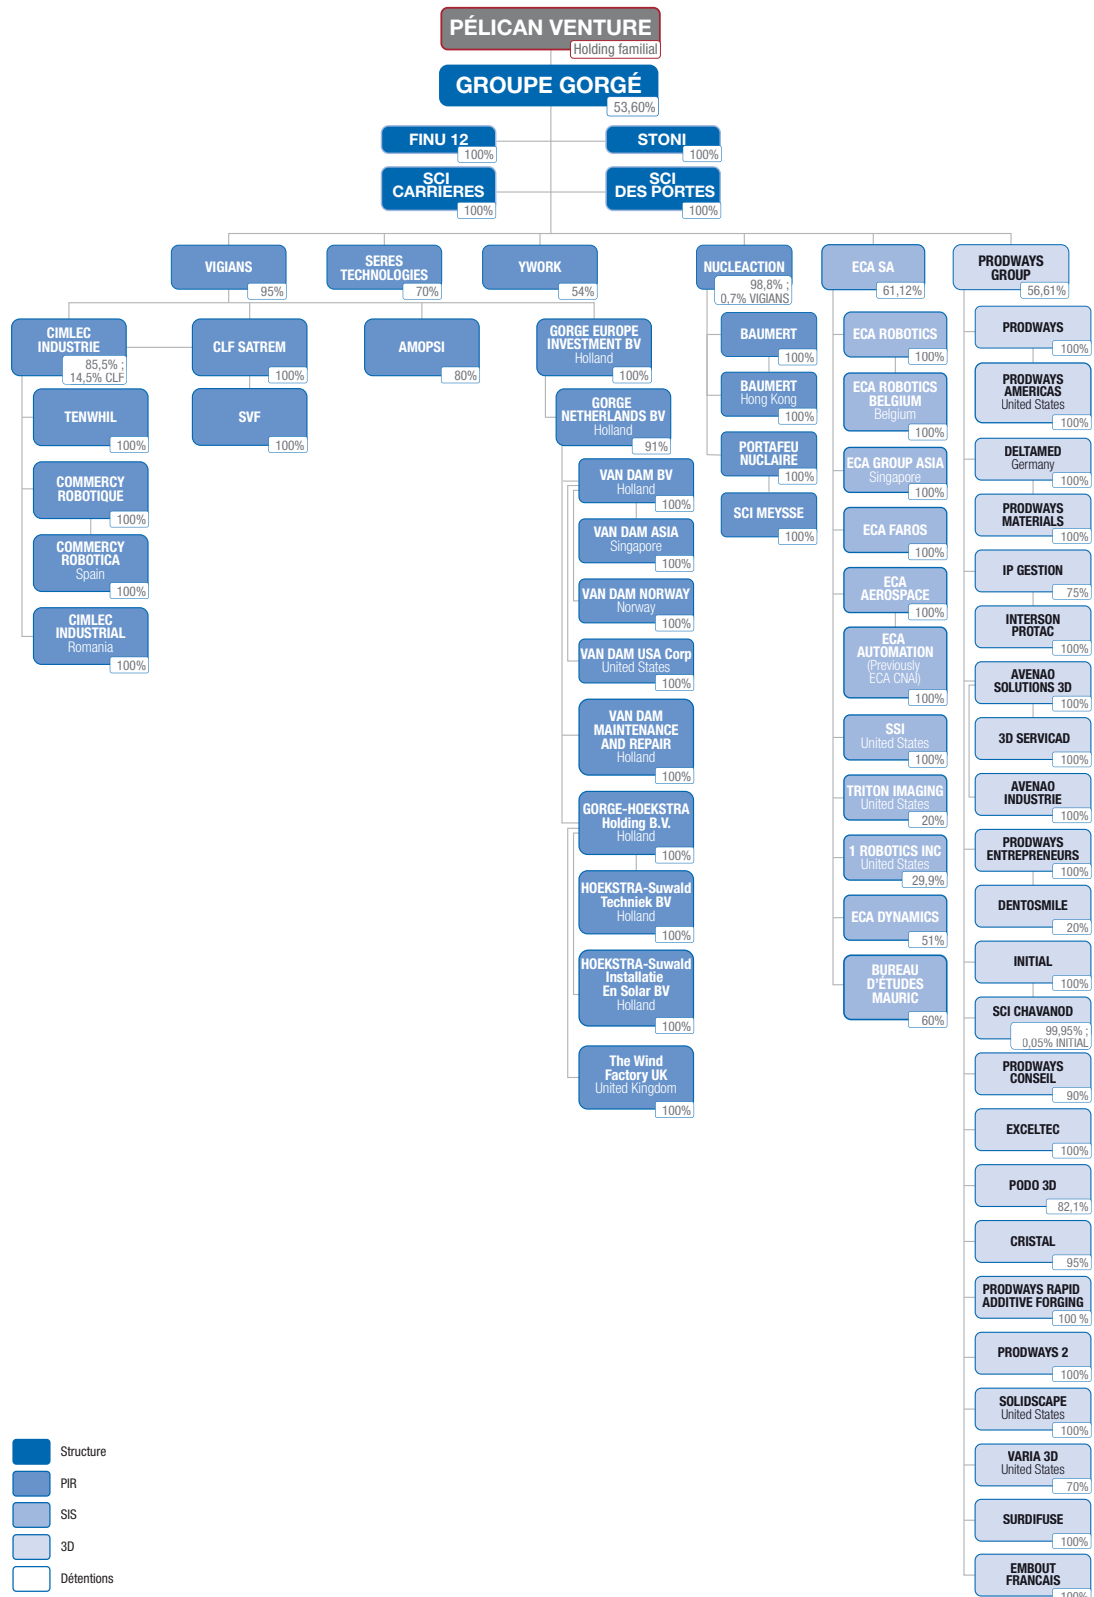 PÉLICAN VENTURE
Holding familial
GROUPE GORGÉ
53,60%
FINU 12
100%
STONI
100%
SCI
CARRIÈRES
100%
SCI
DES PORTES
100%
VIGIANS
95%
SERES
TECHNOLOGIES
70%
YWORK
54%
NUCLEACTION
98,8% ;
0,7% VIGIANS
ECA SA
61,12%
PRODWAYS
GROUP
56,61%
CIMLEC
INDUSTRIE
85,5% ;
14,5% CLF
TENWHIL
100%
COMMERCY
ROBOTIQUE
100%
COMMERCY
ROBOTICA
Spain
100%
CIMLEC
INDUSTRIAL
Romania
100%
CLF SATREM
100%
SVF
100%
AMOPSI
80%
GORGE EUROPE
INVESTMENT BV
Holland
100%
GORGE
NETHERLANDS BV
Holland
91%
VAN DAM BV
Holland
100%
VAN DAM ASIA
Singapore
100%
VAN DAM NORWAY
Norway
100%
VAN DAM USA Corp
United States
100%
VAN DAM
MAINTENANCE
AND REPAIR
Holland
100%
GORGE-HOEKSTRA
Holding B.V.
Holland
100%
HOEKSTRA-Suwald
Techniek BV
Holland
100%
HOEKSTRA-Suwald
Installatie
En Solar BV
Holland
100%
The Wind
Factory UK
United Kingdom
100%
BAUMERT
100%
BAUMERT
Hong Kong
100%
PORTAFEU
NUCLAIRE
100%
SCI MEYSSE
100%
ECA ROBOTICS
100%
ECA ROBOTICS
BELGIUM
Belgium
100%
ECA GROUP ASIA
Singapore
100%
ECA FAROS
100%
ECA
AEROSPACE
100%
ECA
AUTOMATION
(Previously
ECA CNAI)
100%
SSI
United States
100%
TRITON IMAGING
United States
20%
1 ROBOTICS INC
United States
29,9%
ECA DYNAMICS
51%
BUREAU
D'ÉTUDES
MAURIC
60%
PRODWAYS
100%
PRODWAYS
AMERICAS
United States
100%
DELTAMED
Germany
100%
PRODWAYS
MATERIALS
100%
IP GESTION
75%
INTERSON
PROTAC
100%
AVENAO
SOLUTIONS 3D
100%
3D SERVICAD
100%
AVENAO
INDUSTRIE
100%
PRODWAYS
ENTREPRENEURS
100%
DENTOSMILE
20%
INITIAL
100%
SCI CHAVANOD
99,95% ;
0,05% INITIAL
PRODWAYS
CONSEIL
90%
EXCELTEC
100%
PODO 3D
82,1%
CRISTAL
95%
PRODWAYS RAPID
ADDITIVE FORGING
100 %
PRODWAYS 2
100%
SOLIDSCAPE
United States
100%
VARIA 3D
United States
70%
SURDIFUSE
100%
EMBOUT
FRANCAIS
100%
Structure
PIR
SIS
3D
Détentions